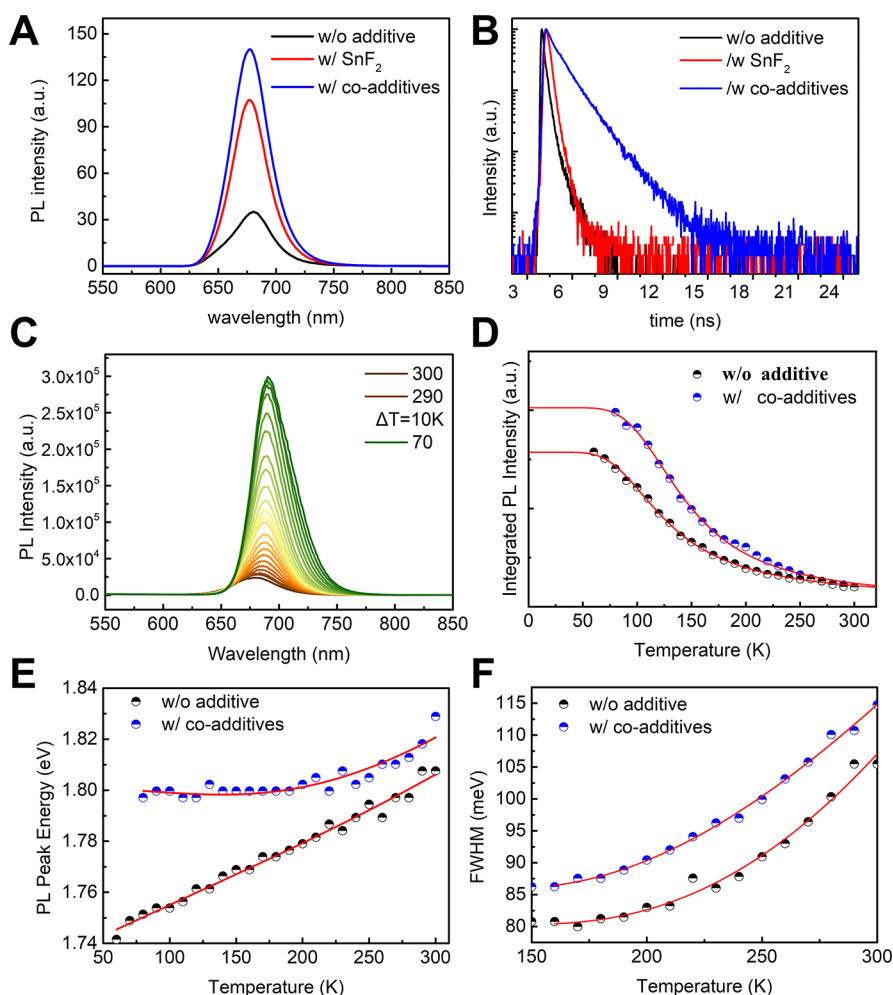 A
w/o additive
w/ SnF2
w/ co-additives
PL intensity (a.u.)
150
120
90
60
30
0
550 600 650 700 750 800 850
wavelength (nm)
B
w/o additive
/w SnF2
/w co-additives
Intensity (a.u.)
3 6 9 12 15 18 21 24
time (ns)
C
300
290
ΔT=10K
70
PL Intensity (a.u.)
3.0x10^5
2.5x10^5
2.0x10^5
1.5x10^5
1.0x10^5
5.0x10^4
0.0
550 600 650 700 750 800 850
Wavelength (nm)
D
w/o additive
w/ co-additives
Integrated PL Intensity (a.u.)
0 50 100 150 200 250 300
Temperature (K)
E
w/o additive
w/ co-additives
PL Peak Energy (eV)
1.84
1.82
1.80
1.78
1.76
1.74
50 100 150 200 250 300
Temperature (K)
F
w/o additive
w/ co-additives
FWHM (meV)
115
110
105
100
95
90
85
80
150 200 250 300
Temperature (K)